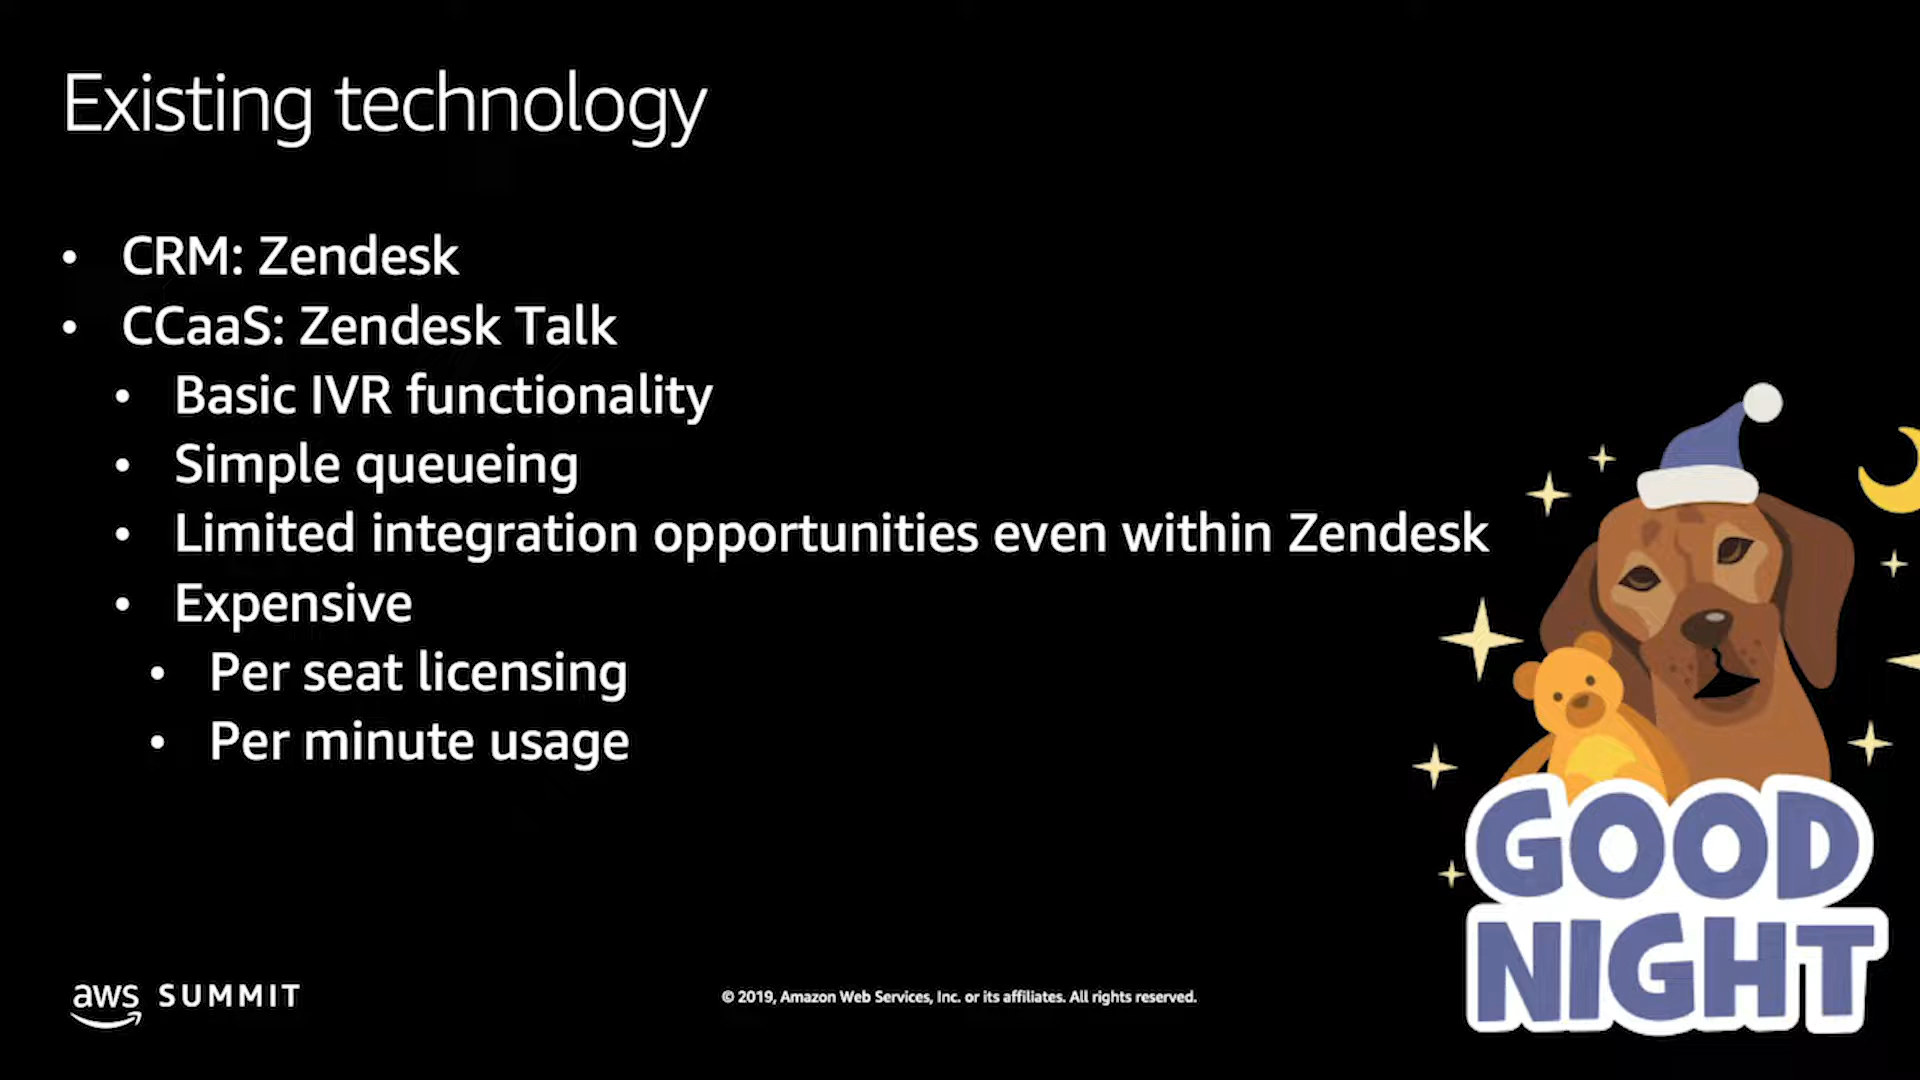 Existing technology
• CRM: Zendesk
• CCaaS: Zendesk Talk
• Basic IVR functionality
• Simple queueing
• Limited integration opportunities even within Zendesk
• Expensive
• Per seat licensing
• Per minute usage
GOOD
NIGHT
aws SUMMIT
© 2019, Amazon Web Services, Inc. or its affiliates. All rights reserved.